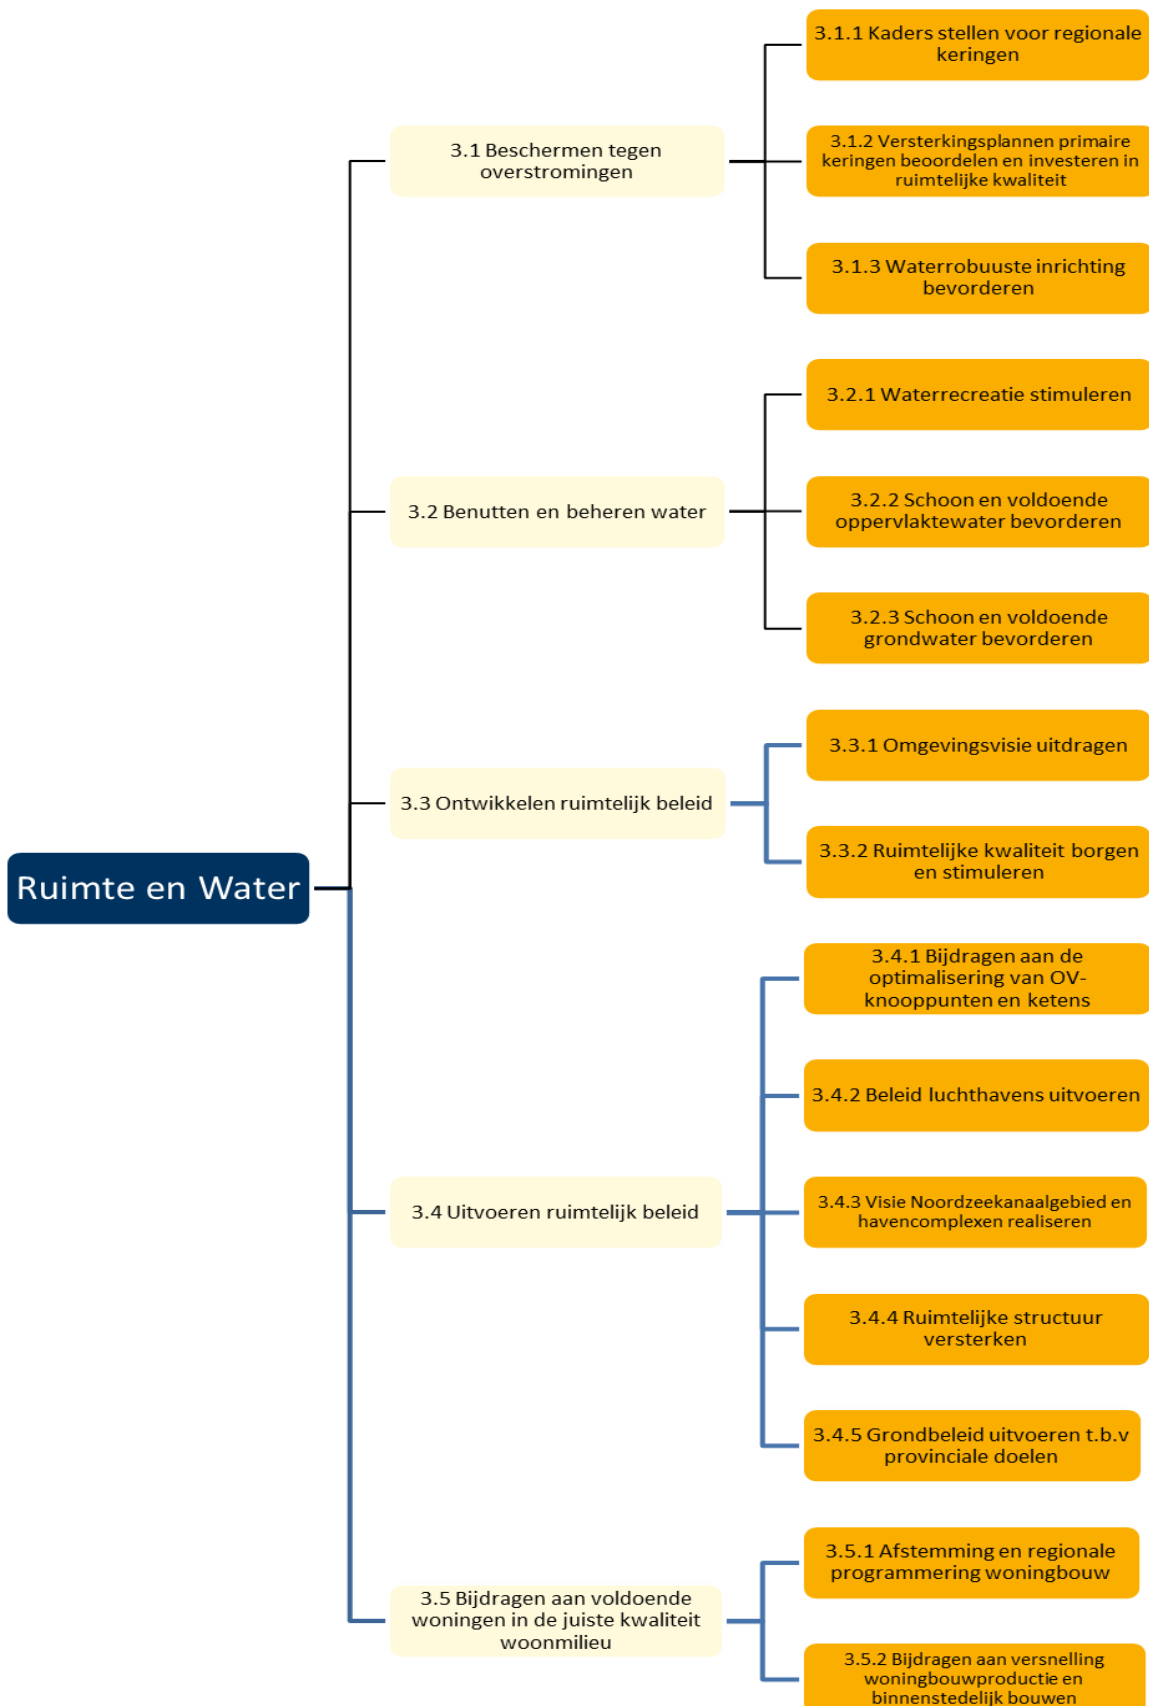 Ruimte en Water
3.1 Beschermen tegen
overstromingen
3.1.1 Kaders stellen voor regionale
keringen
3.1.2 Versterkingsplannen primaire
keringen beoordelen en investeren in
ruimtelijke kwaliteit
3.1.3 Waterrobuuste inrichting
bevorderen
3.2 Benutten en beheren water
3.2.1 Waterrecreatie stimuleren
3.2.2 Schoon en voldoende
oppervlaktewater bevorderen
3.2.3 Schoon en voldoende
grondwater bevorderen
3.3 Ontwikkelen ruimtelijk beleid
3.3.1 Omgevingsvisie uitdragen
3.3.2 Ruimtelijke kwaliteit borgen
en stimuleren
3.4 Uitvoeren ruimtelijk beleid
3.4.1 Bijdragen aan de
optimalisering van OV-
knooppunten en ketens
3.4.2 Beleid luchthavens uitvoeren
3.4.3 Visie Noordzeekanaalgebied en
havencomplexen realiseren
3.4.4 Ruimtelijke structuur
versterken
3.4.5 Grondbeleid uitvoeren t.b.v
provinciale doelen
3.5 Bijdragen aan voldoende
woningen in de juiste kwaliteit
woonmilieu
3.5.1 Afstemming en regionale
programmering woningbouw
3.5.2 Bijdragen aan versnelling
woningbouwproductie en
binnenstedelijk bouwen